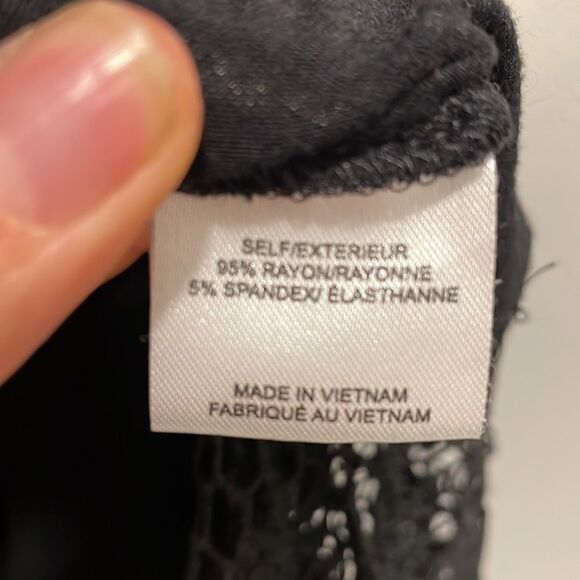 SELF/EXTERIEUR
95% RAYON/RAYONNE
5% SPANDEX/ ÉLASTHANNE
MADE IN VIETNAM
FABRIQUÉ AU VIETNAM